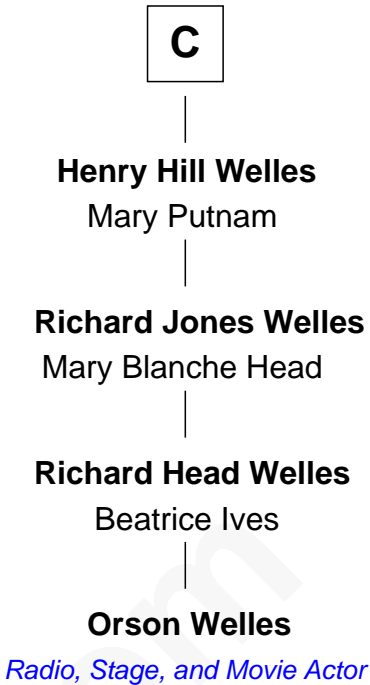 C
Henry Hill Welles
Mary Putnam
Richard Jones Welles
Mary Blanche Head
Richard Head Welles
Beatrice Ives
Orson Welles
Radio, Stage, and Movie Actor